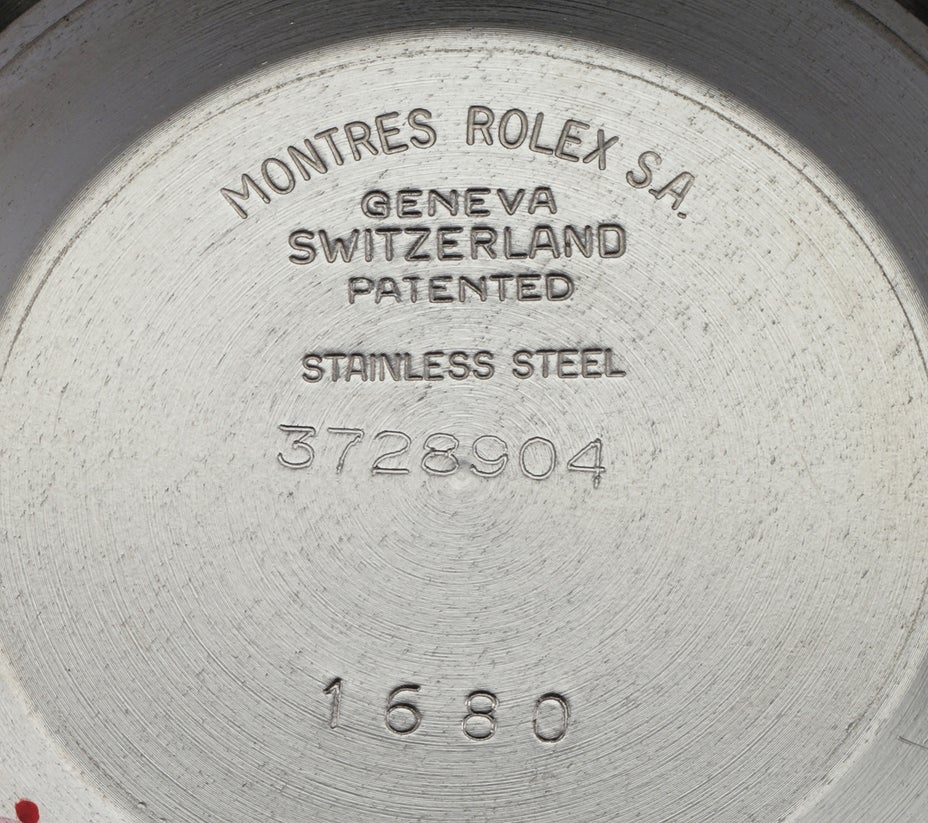 MONTRES ROLEX S.A.
GENEVA
SWITZERLAND
PATENTED
STAINLESS STEEL
3728904
1680